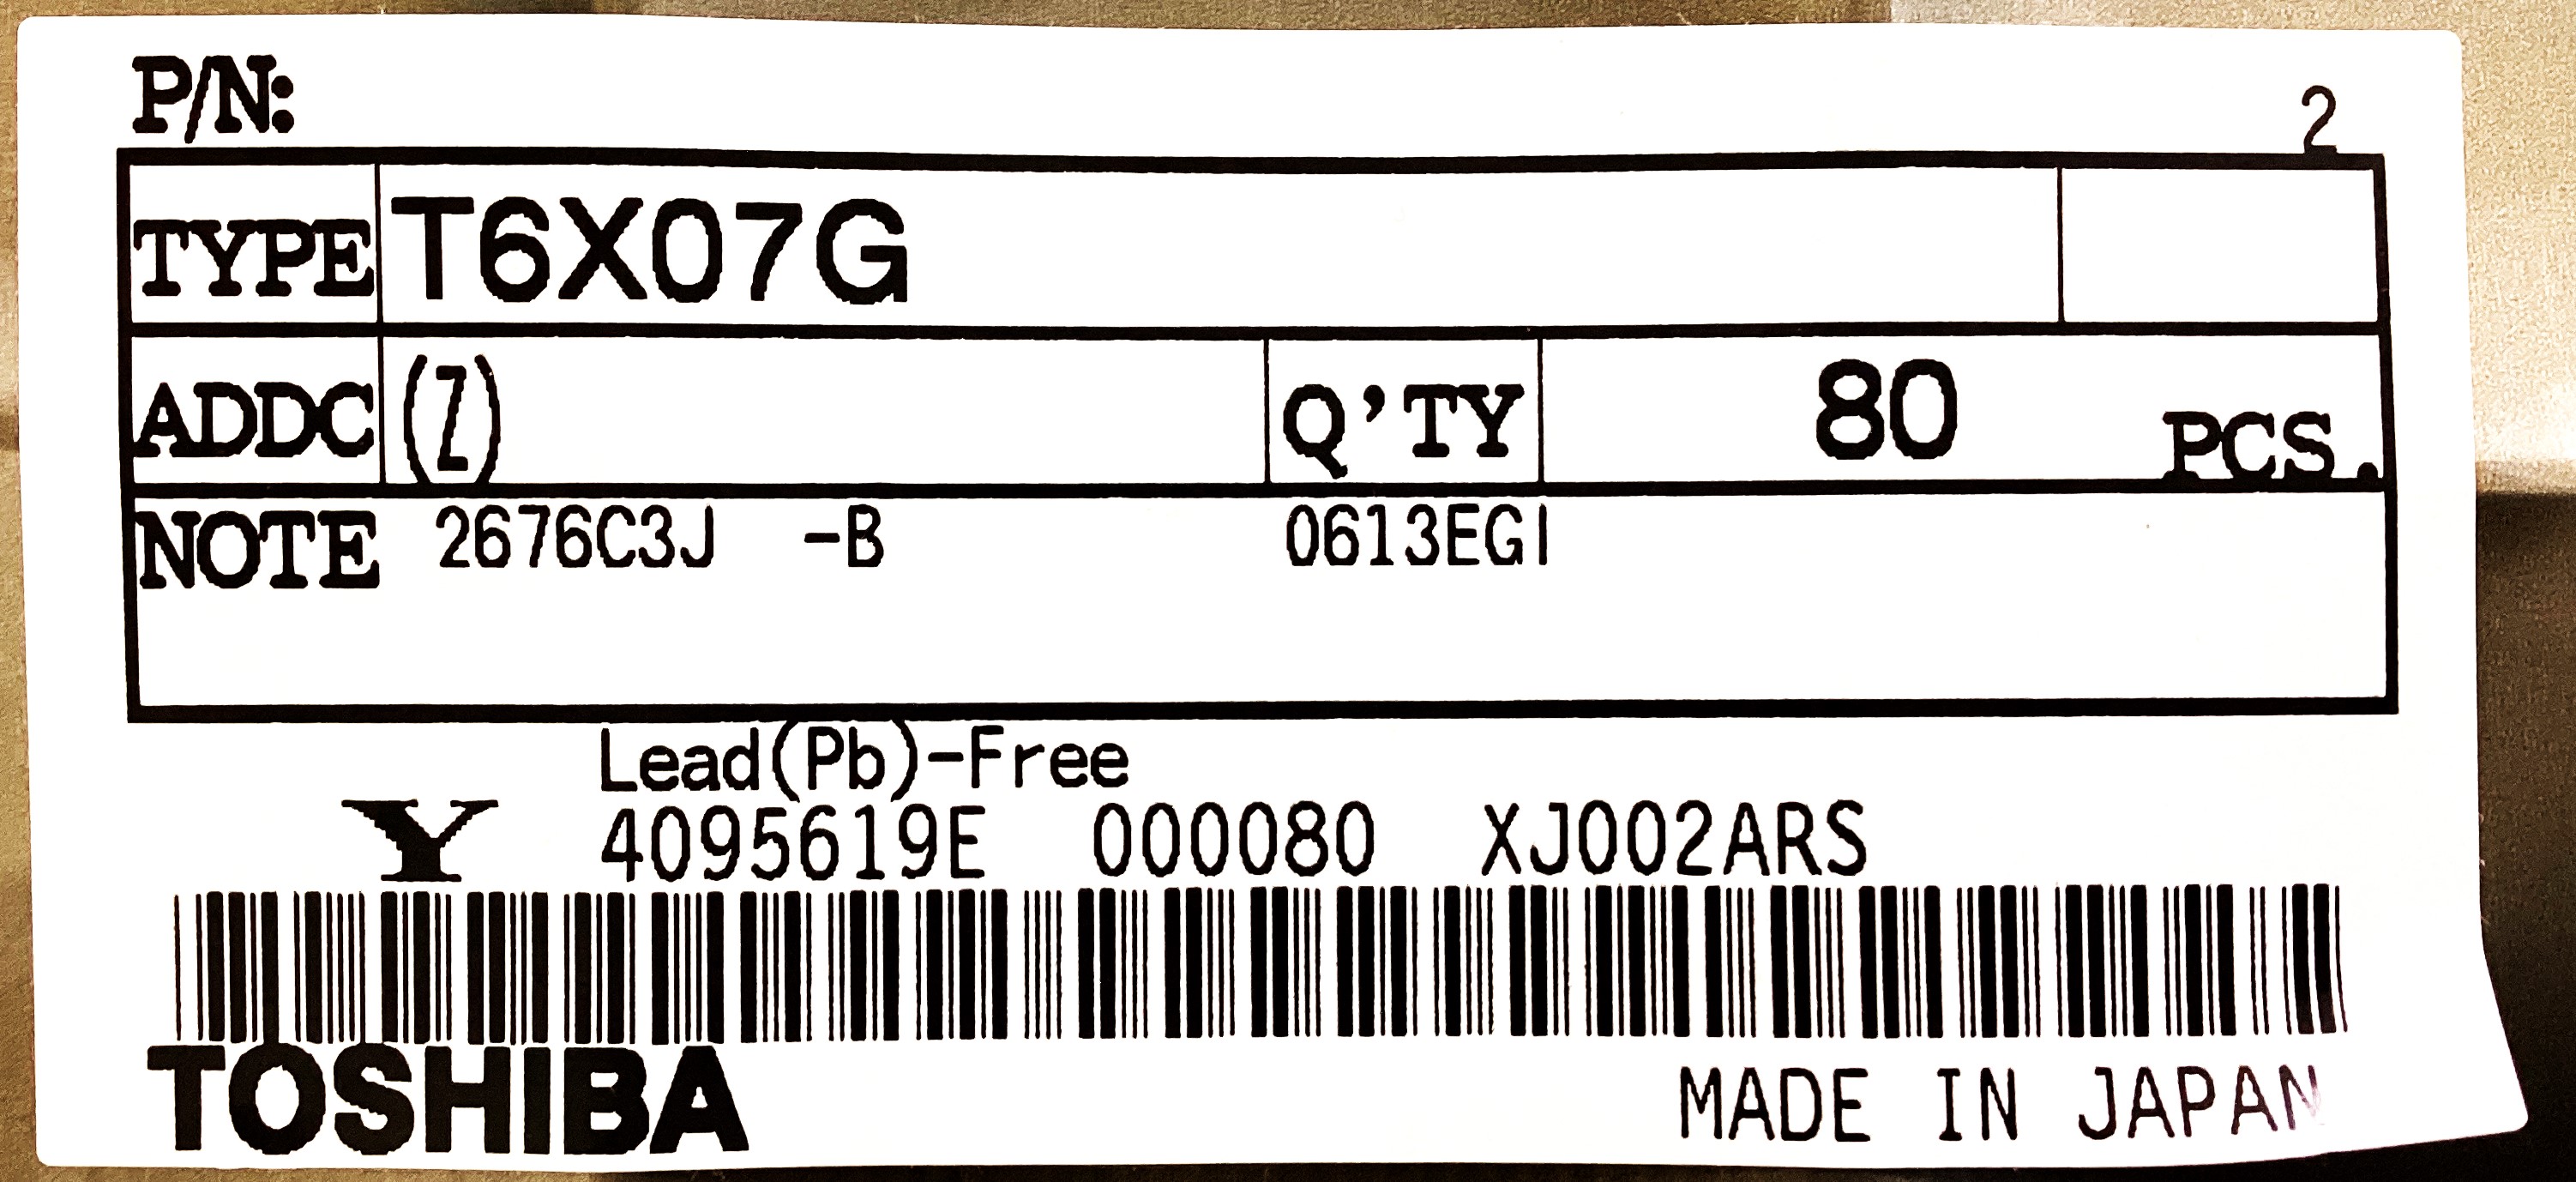 P/N:
2
TYPE T6X07G
ADDC (Z) Q'TY 80 PCS.
NOTE 2676C3J -B 0613EGI
Lead(Pb)-Free
Y 4095619E 000080 XJ002ARS
TOSHIBA MADE IN JAPAN